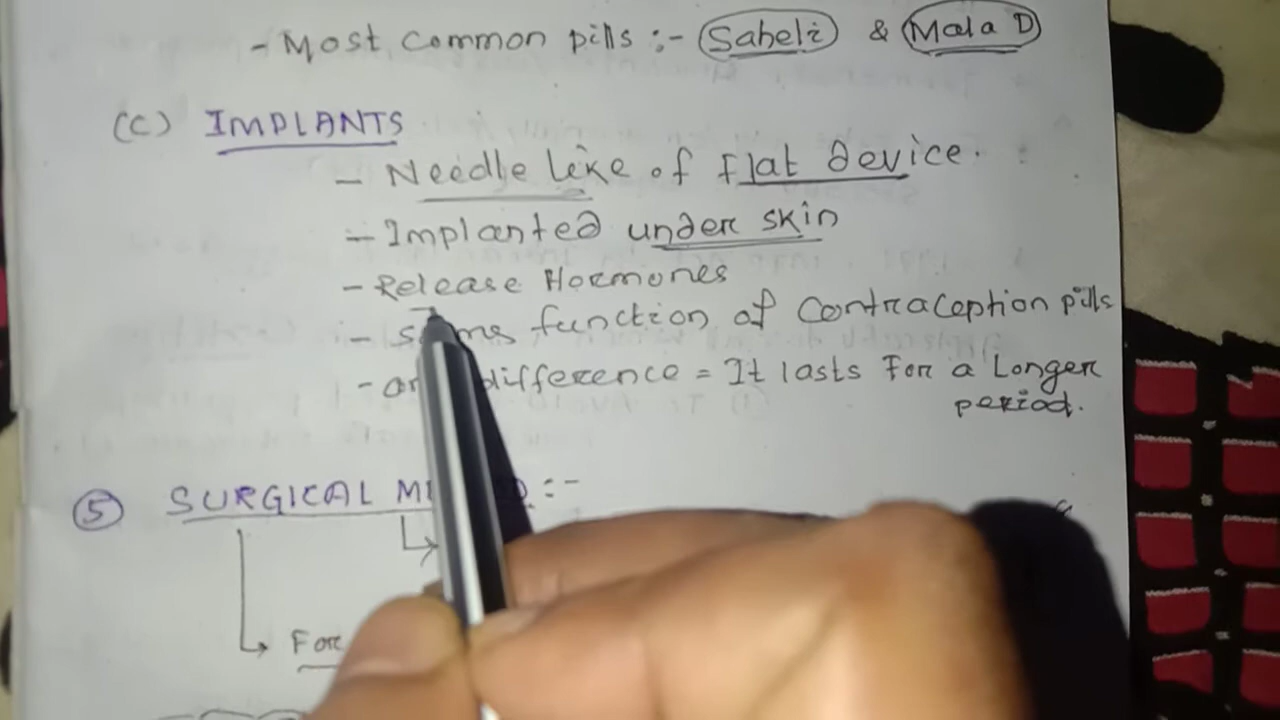 - Most common pills :- Saheli & Mala D
(C) IMPLANTS
- Needle like of flat device.
- Implanted under skin
- Release Hormones
- function of contraception pills
- difference = It lasts For a Longer
period.
5 SURGICAL :-
For